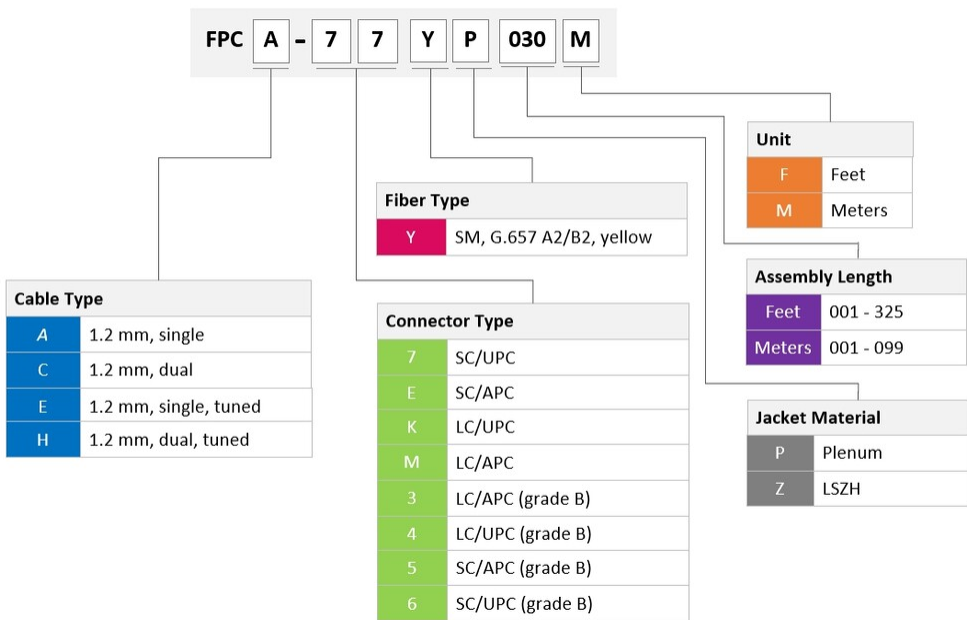 FPC A - 7 7 Y P 030 M
Unit
F Feet
M Meters
Fiber Type
Y SM, G.657 A2/B2, yellow
Assembly Length
Feet 001 - 325
Meters 001 - 099
Cable Type
A 1.2 mm, single
C 1.2 mm, dual
E 1.2 mm, single, tuned
H 1.2 mm, dual, tuned
Connector Type
7 SC/UPC
E SC/APC
K LC/UPC
M LC/APC
3 LC/APC (grade B)
4 LC/UPC (grade B)
5 SC/APC (grade B)
6 SC/UPC (grade B)
Jacket Material
P Plenum
Z LSZH